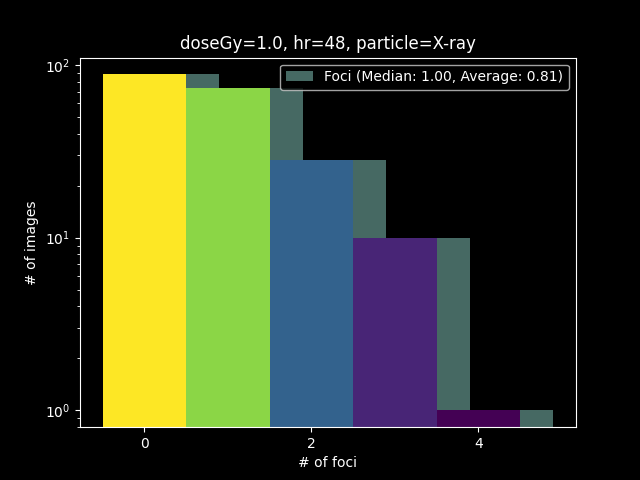 doseGy=1.0, hr=48, particle=X-ray
Foci (Median: 1.00, Average: 0.81)
# of images
10²
10¹
10⁰
0 2 4
# of foci